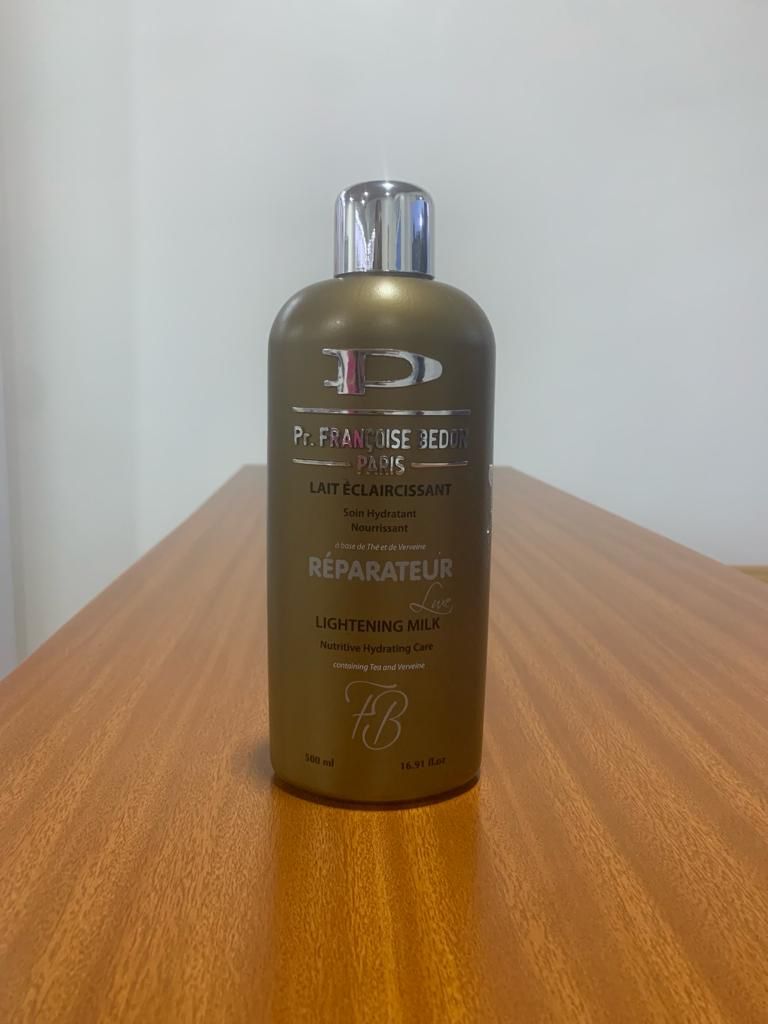 P
Pr. FRANÇOISE BEDON
PARIS
LAIT ÉCLAIRCISSANT
Soin Hydratant
Nourrissant
à base de Thé et de Verveine
RÉPARATEUR
Luxe
LIGHTENING MILK
Nutritive Hydrating Care
containing Tea and Verveine
FB
500 ml 16.91 fl.oz